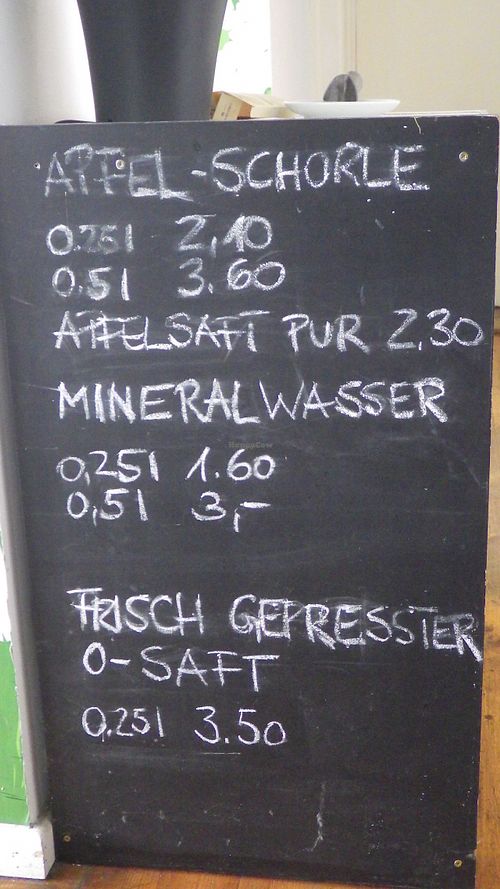 APFEL-SCHORLE
0.25l 2,10
0.5l 3.60
APFELSAFT PUR 2.30
MINERALWASSER
0,25l 1.60
0,5l 3,-
FRISCH GEPRESSTER
O-SAFT
0.25l 3.50